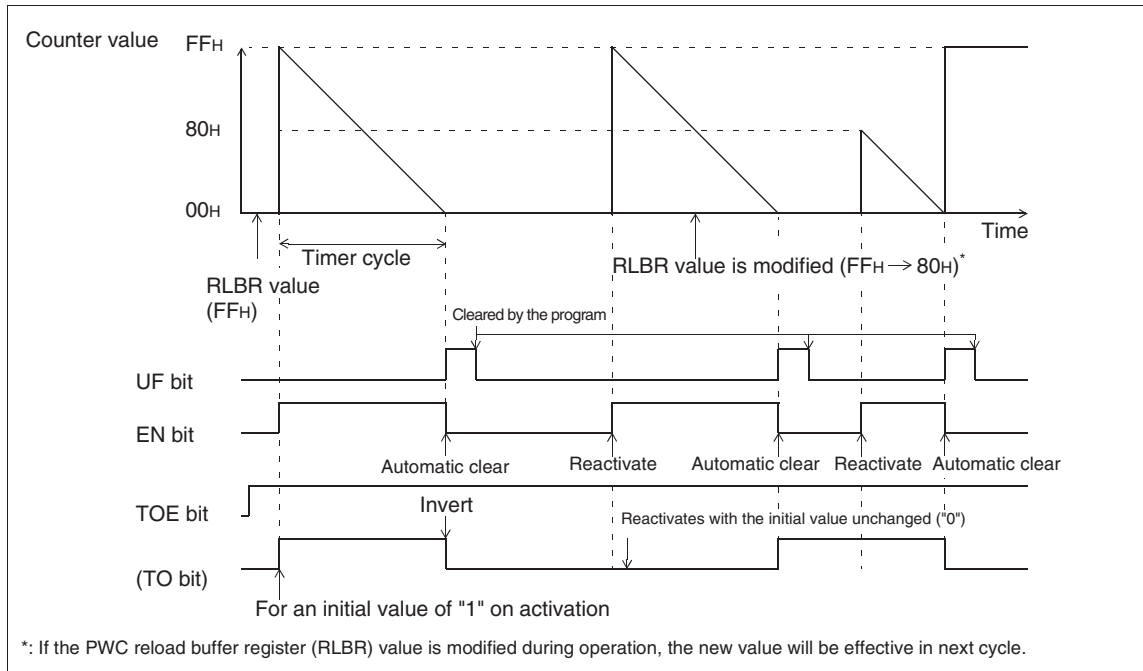 Counter value
FFH
80H
00H
Time
Timer cycle
RLBR value is modified (FFH → 80H)*
RLBR value
(FFH)
Cleared by the program
UF bit
EN bit
Automatic clear
Reactivate
Automatic clear
Reactivate
Automatic clear
TOE bit
Invert
Reactivates with the initial value unchanged ("0")
(TO bit)
For an initial value of "1" on activation
*: If the PWC reload buffer register (RLBR) value is modified during operation, the new value will be effective in next cycle.